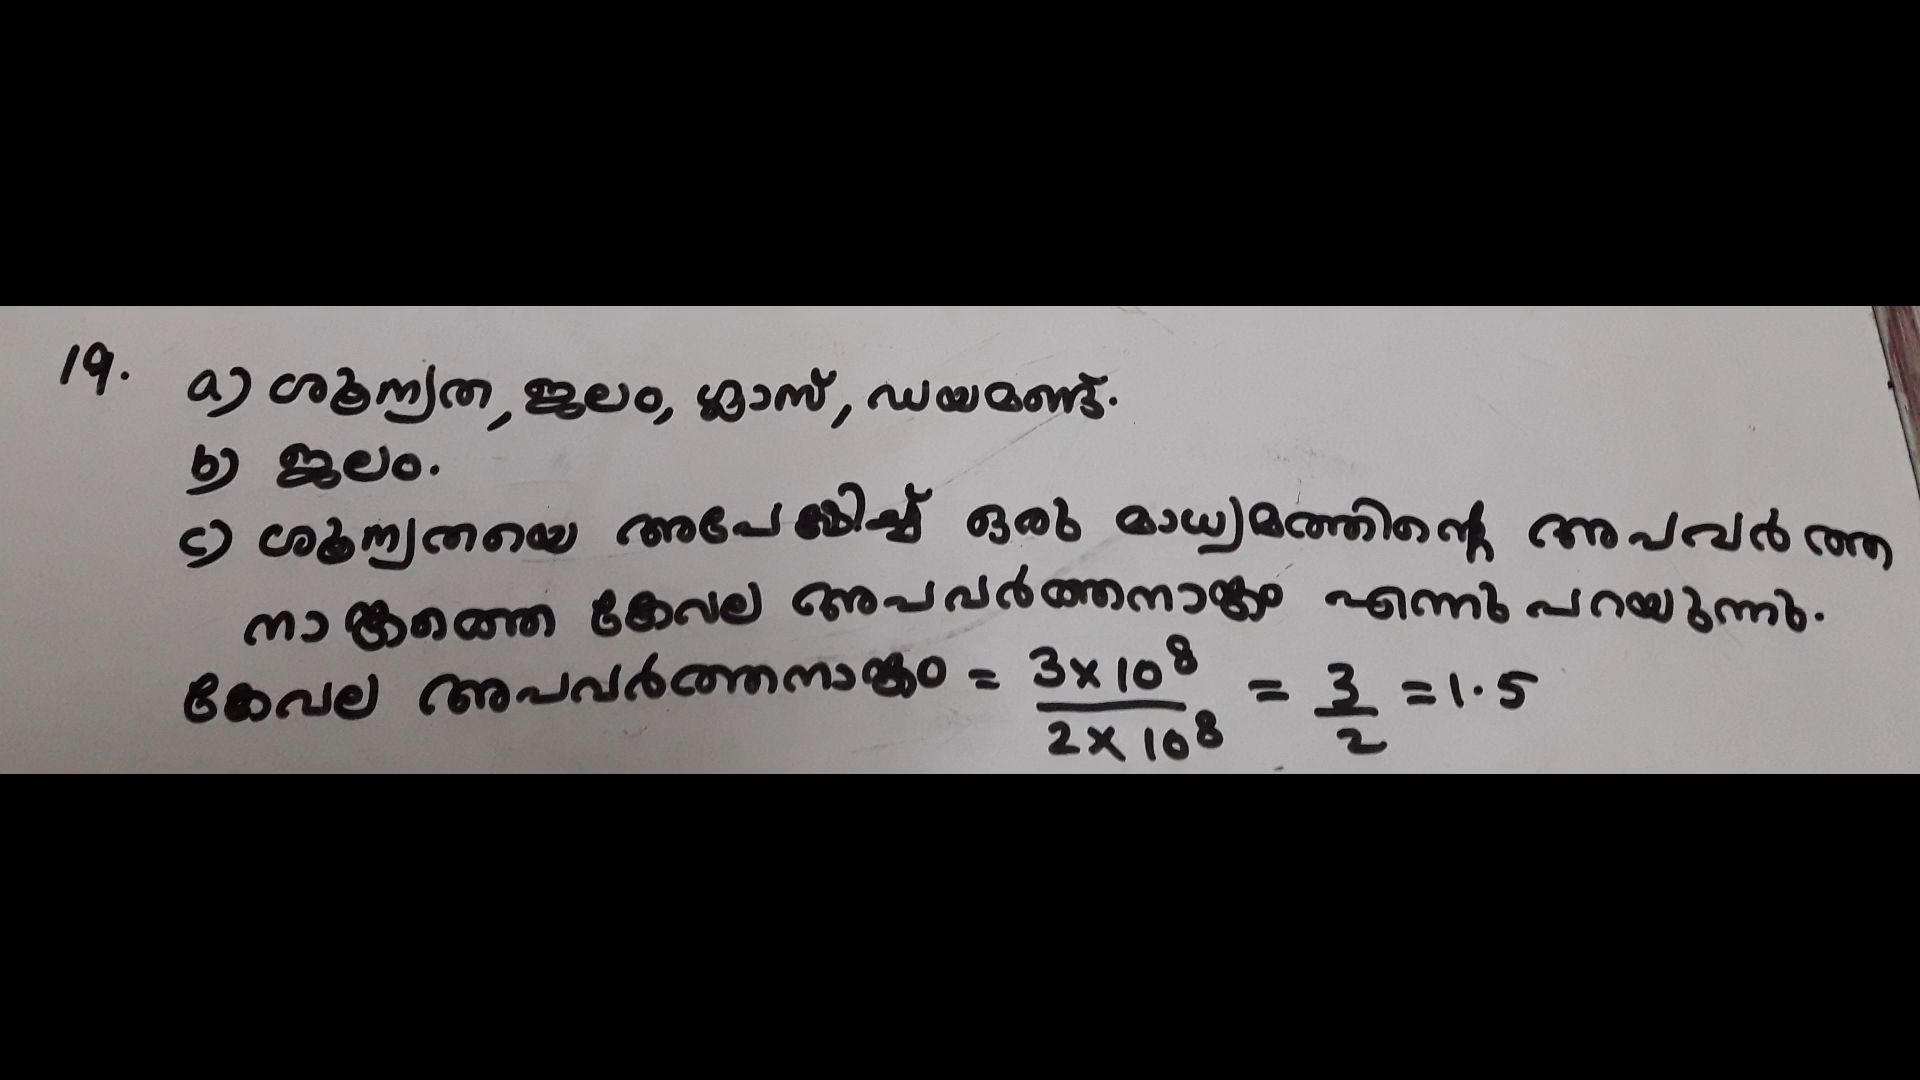 19. a) ശൂന്യത, ജലം, ഗ്ലാസ്, ഡയമണ്ട്.
b) ജലം.
c) ശൂന്യതയെ അപേക്ഷിച്ച് ഒരു മാധ്യമത്തിന്റെ അപവർത്ത
നാങ്കത്തെ കേവല അപവർത്തനാങ്കം എന്നു പറയുന്നു.
കേവല അപവർത്തനാങ്കം = 3×10⁸ / 2×10⁸ = 3/2 = 1.5